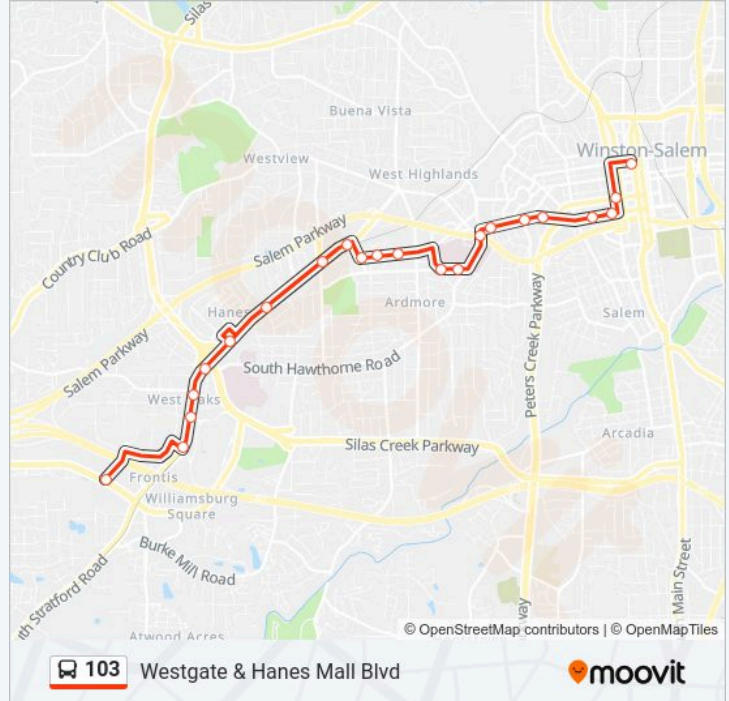 Silas
Buena Vista
Winston-Salem
Westview
West Highlands
Country Club Road
Salem Parkway
Hanes
Ardmore
Salem
Peters Creek Parkway
Salem Parkway
South Hawthorne Road
West Oaks
Arcadia
Silas Creek Parkway
Frontis
Williamsburg
Square
Burke Mill Road
uth Stratford Road
h Main Street
way
Atwood Acres
© OpenStreetMap contributors | © OpenMapTiles
103 Westgate & Hanes Mall Blvd
moovit